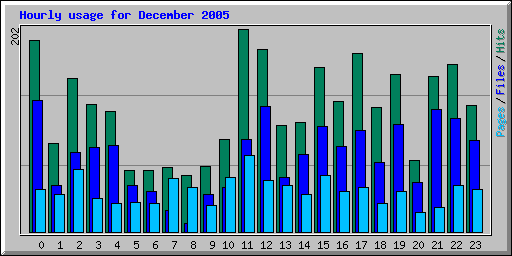 Hourly usage for December 2005
202
Pages / Files / Hits
0 1 2 3 4 5 6 7 8 9 10 11 12 13 14 15 16 17 18 19 20 21 22 23